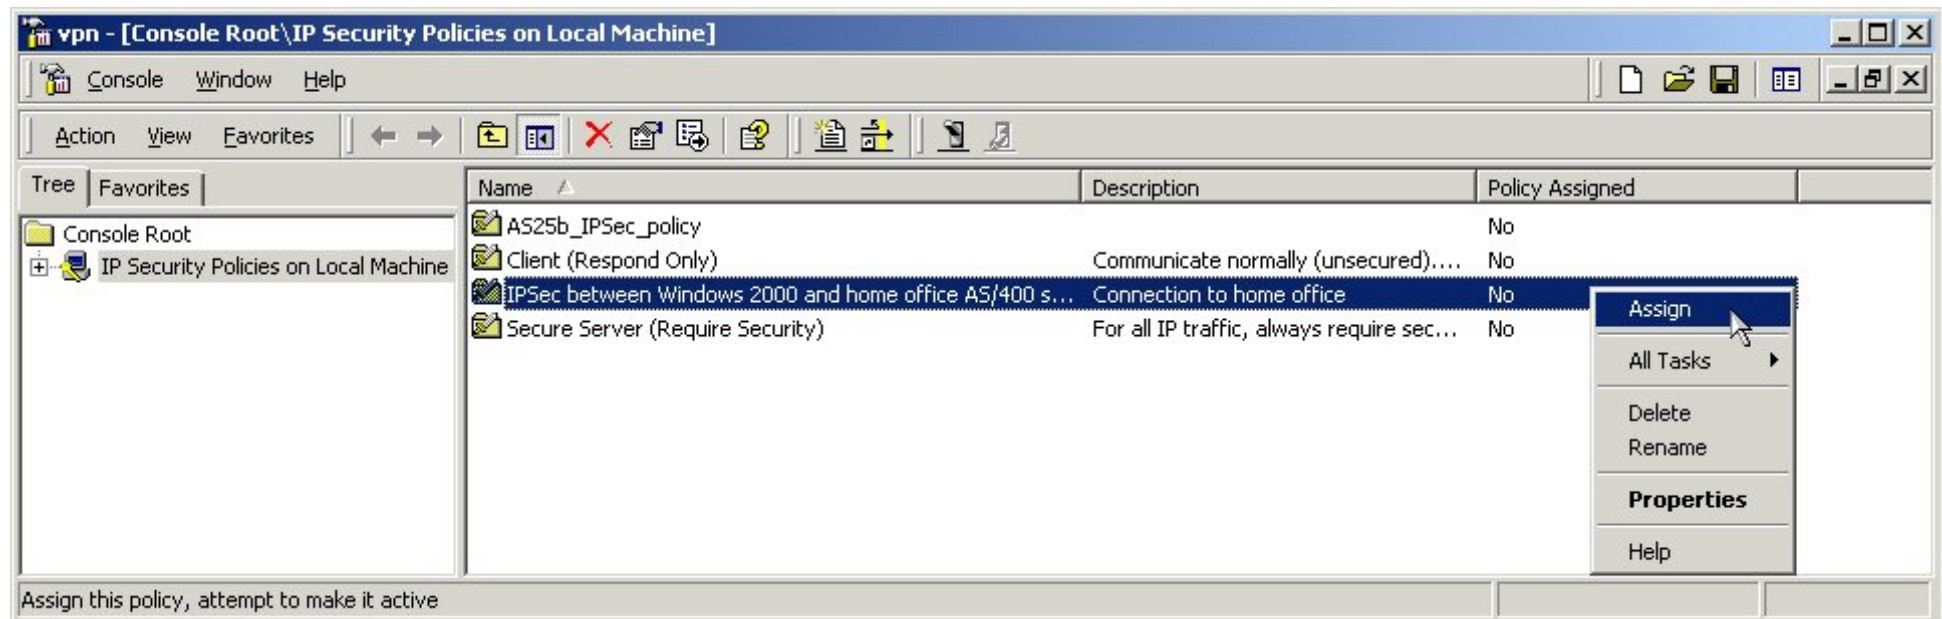 vpn - [Console Root\IP Security Policies on Local Machine]
Console Window Help
Action View Favorites
Tree Favorites
Name Description Policy Assigned
Console Root
IP Security Policies on Local Machine
AS25b_IPSec_policy No
Client (Respond Only) Communicate normally (unsecured).... No
IPSec between Windows 2000 and home office AS/400 s... Connection to home office No
Secure Server (Require Security) For all IP traffic, always require sec... No
Assign
All Tasks
Delete
Rename
Properties
Help
Assign this policy, attempt to make it active